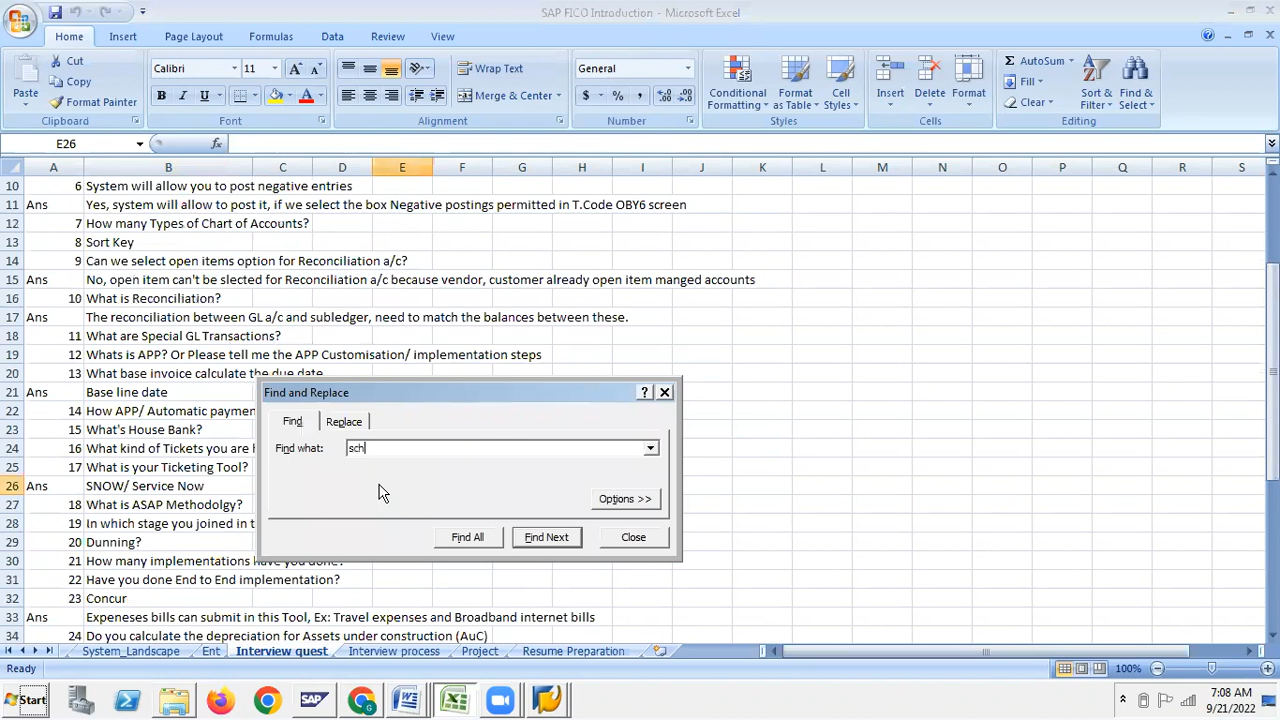 SAP FICO Introduction - Microsoft Excel
Home Insert Page Layout Formulas Data Review View
Paste Cut Copy Format Painter Clipboard
Calibri 11 A A B I U A Font
Wrap Text Merge & Center Alignment
General $ % , Number
Conditional Formatting Format as Table Cell Styles Styles
Insert Delete Format Cells
AutoSum Fill Clear Sort & Filter Find & Select Editing
E26 fx
A B C D E F G H I J K L M N O P Q R S
10 6 System will allow you to post negative entries
11 Ans Yes, system will allow to post it, if we select the box Negative postings permitted in T.Code OBY6 screen
12 7 How many Types of Chart of Accounts?
13 8 Sort Key
14 9 Can we select open items option for Reconciliation a/c?
15 Ans No, open item can't be slected for Reconciliation a/c because vendor, customer already open item manged accounts
16 10 What is Reconciliation?
17 Ans The reconciliation between GL a/c and subledger, need to match the balances between these.
18 11 What are Special GL Transactions?
19 12 Whats is APP? Or Please tell me the APP Customisation/ implementation steps
20 13 What base invoice calculate the due date
21 Ans Base line date
22 14 How APP/ Automatic paymen
23 15 What's House Bank?
24 16 What kind of Tickets you are h
25 17 What is your Ticketing Tool?
26 Ans SNOW/ Service Now
27 18 What is ASAP Methodolgy?
28 19 In which stage you joined in t
29 20 Dunning?
30 21 How many implementations have you done?
31 22 Have you done End to End implementation?
32 23 Concur
33 Ans Expeneses bills can submit in this Tool, Ex: Travel expenses and Broadband internet bills
34 24 Do you calculate the depreciation for Assets under construction (AuC)
Find and Replace ?
Find Replace
Find what: sch
Options >>
Find All Find Next Close
System_Landscape Ent Interview quest Interview process Project Resume Preparation
Ready 100%
Start SAP 7:08 AM
9/21/2022